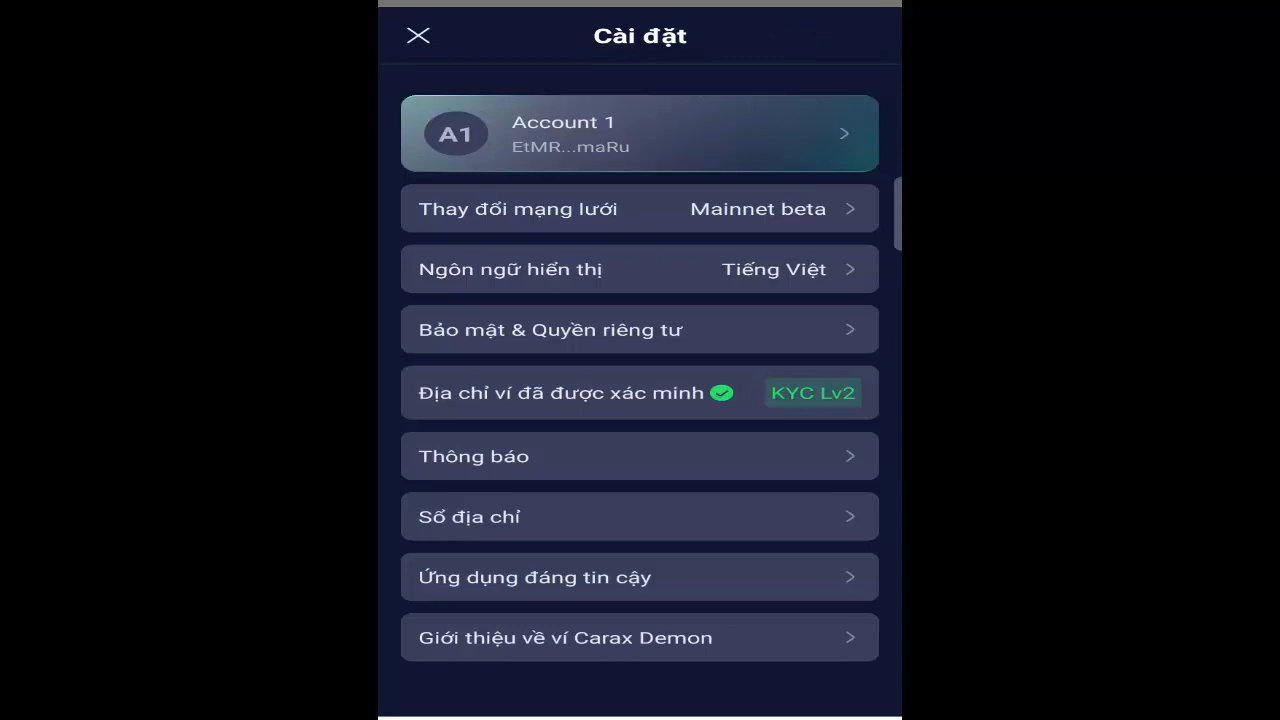 Cài đặt
A1
Account 1
EtMR...maRu
Thay đổi mạng lưới Mainnet beta
Ngôn ngữ hiển thị Tiếng Việt
Bảo mật & Quyền riêng tư
Địa chỉ ví đã được xác minh KYC Lv2
Thông báo
Sổ địa chỉ
Ứng dụng đáng tin cậy
Giới thiệu về ví Carax Demon